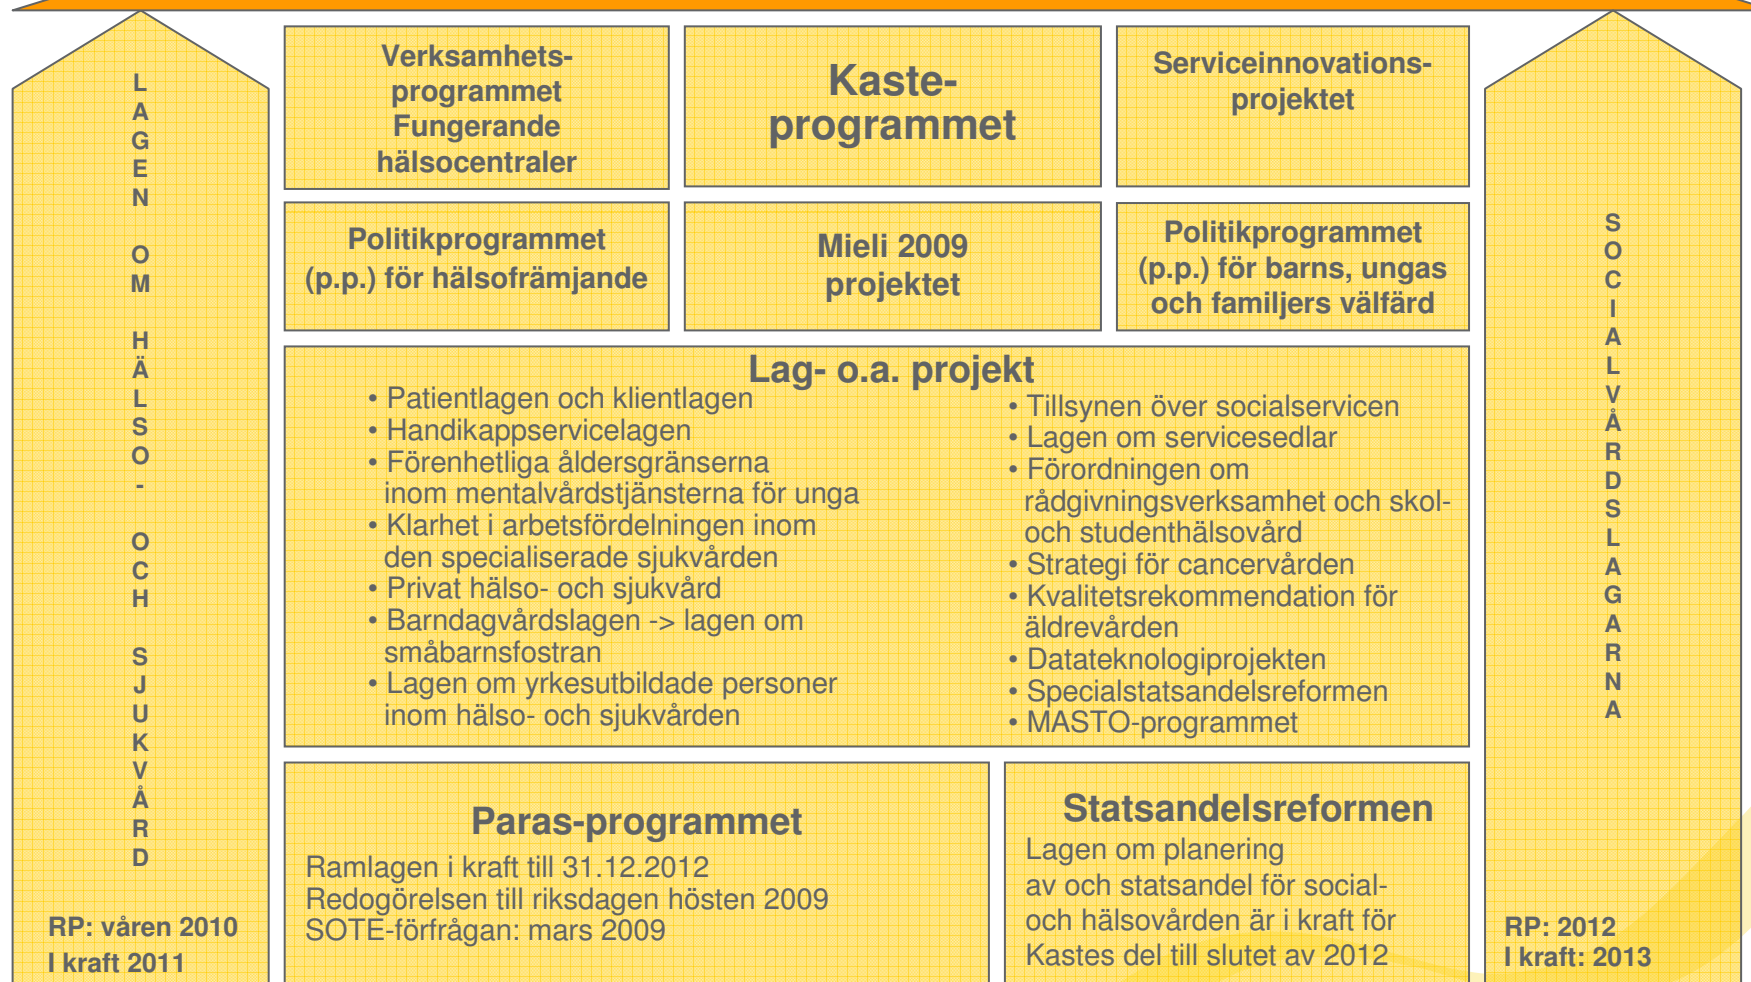 LAGEN OM HÄLSO- OCH SJUKVÅRD
RP: våren 2010
I kraft 2011
Verksamhets-
programmet
Fungerande
hälsocentraler
Kaste-
programmet
Serviceinnovations-
projektet
Politikprogrammet
(p.p.) för hälsofrämjande
Mieli 2009
projektet
Politikprogrammet
(p.p.) för barns, ungas
och familjers välfärd
Lag- o.a. projekt
• Patientlagen och klientlagen
• Handikappservicelagen
• Förenhetliga åldersgränserna
inom mentalvårdstjänsterna för unga
• Klarhet i arbetsfördelningen inom
den specialiserade sjukvården
• Privat hälso- och sjukvård
• Barndagvårdslagen -> lagen om
småbarnsfostran
• Lagen om yrkesutbildade personer
inom hälso- och sjukvården
• Tillsynen över socialservicen
• Lagen om servicesedlar
• Förordningen om
rådgivningsverksamhet och skol-
och studenthälsovård
• Strategi för cancervården
• Kvalitetsrekommendation för
äldrevården
• Datateknologiprojekten
• Specialstatsandelsreformen
• MASTO-programmet
Paras-programmet
Ramlagen i kraft till 31.12.2012
Redogörelsen till riksdagen hösten 2009
SOTE-förfrågan: mars 2009
Statsandelsreformen
Lagen om planering
av och statsandel för social-
och hälsovården är i kraft för
Kastes del till slutet av 2012
SOCIALVÅRDSLAGARNA
RP: 2012
I kraft: 2013